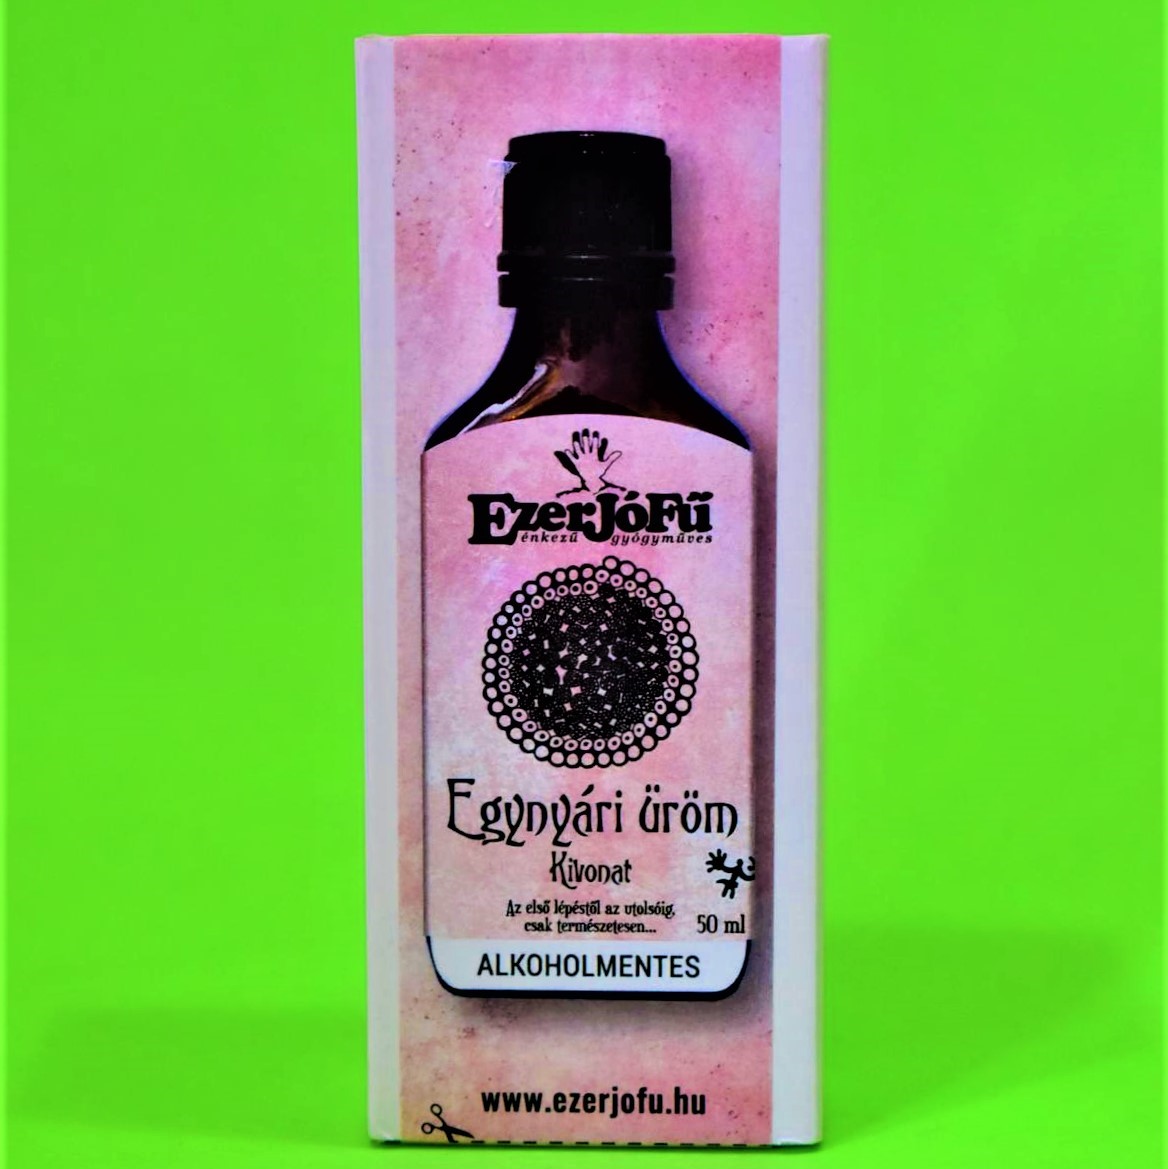 EzerJóFű
énkezű gyógyműves
Egynyári üröm
Kivonat
Az első lépéstől az utolsóig,
csak természetesen...
50 ml
ALKOHOLMENTES
www.ezerjofu.hu